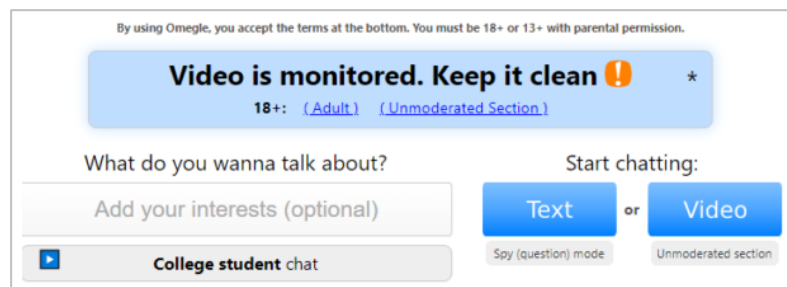 By using Omegle, you accept the terms at the bottom. You must be 18+ or 13+ with parental permission.
Video is monitored. Keep it clean❗ *
18+: (Adult) (Unmoderated Section)
What do you wanna talk about?
Add your interests (optional)
College student chat
Start chatting:
Text or Video
Spy (question) mode Unmoderated section